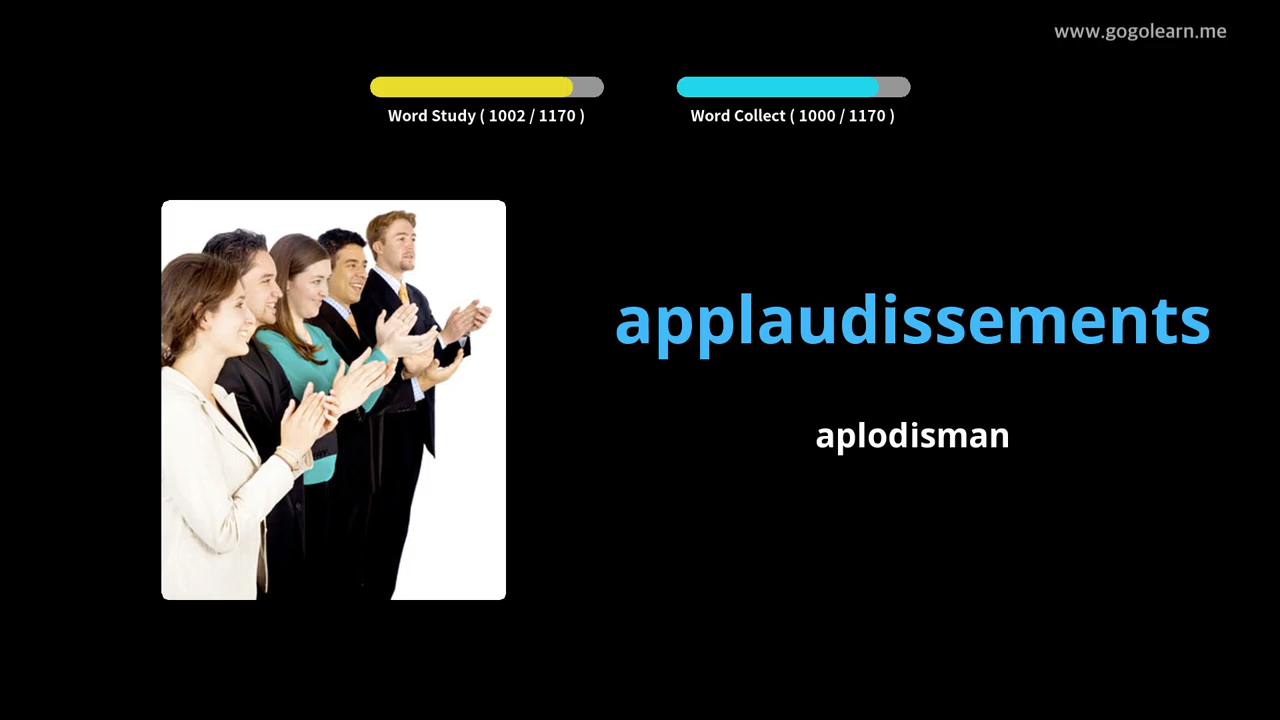 www.gogolearn.me
Word Study ( 1002 / 1170 )
Word Collect ( 1000 / 1170 )
applaudissements
aplodisman